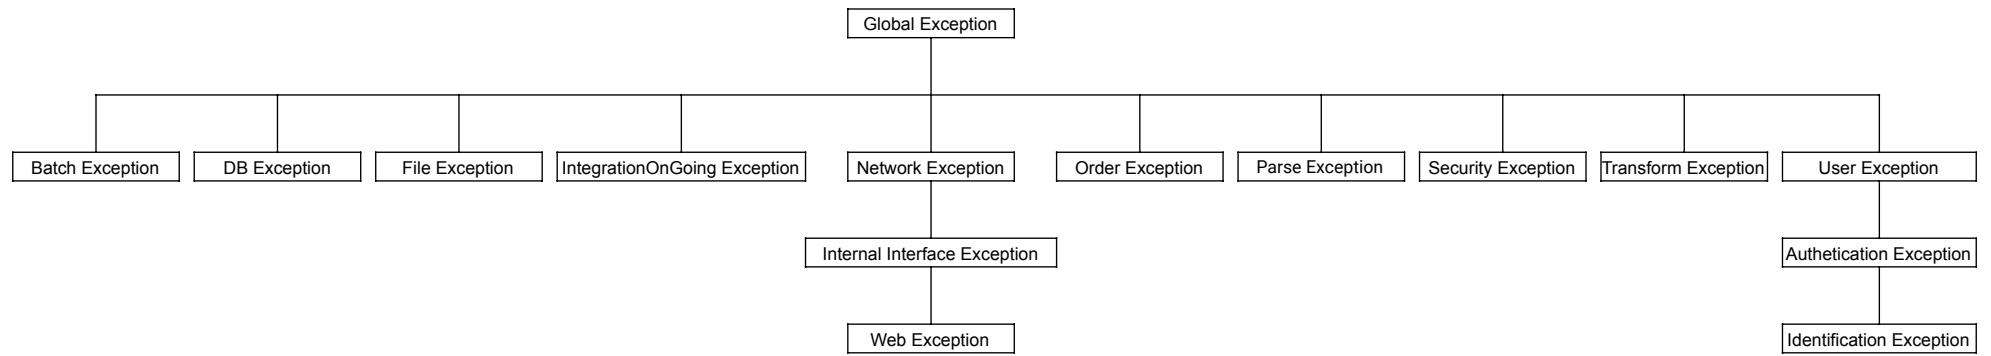 Global Exception
Batch Exception
DB Exception
File Exception
IntegrationOnGoing Exception
Network Exception
Order Exception
Parse Exception
Security Exception
Transform Exception
User Exception
Internal Interface Exception
Authetication Exception
Web Exception
Identification Exception